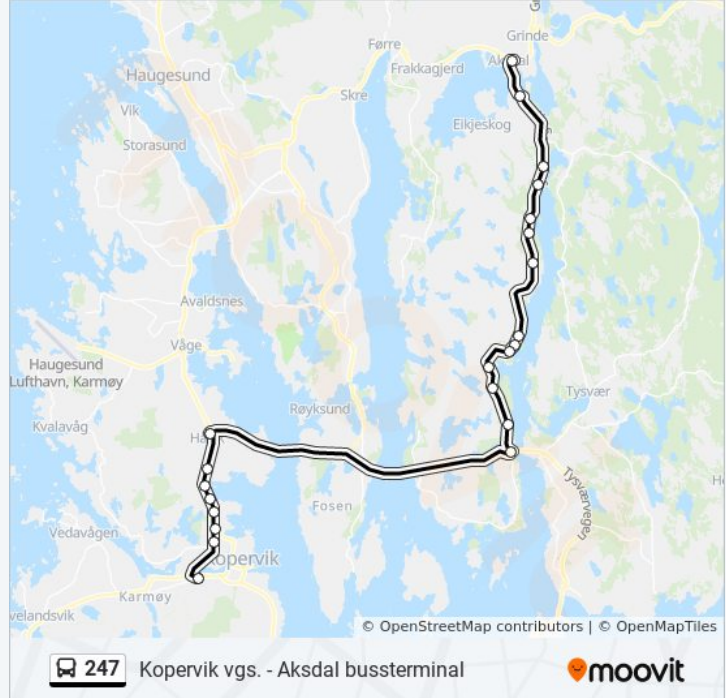 Grinde
Førre
Aksdal
Haugesund
Frakkagjerd
Skre
Vik
Eikjeskog
Storasund
Avaldsnes
Våge
Haugesund
Lufthavn, Karmøy
Tysvær
Røyksund
Kvalavåg
Tysværvegen
Fosen
Vedavågen
Kopervik
Karmøy
velandsvik
© OpenStreetMap contributors | © OpenMapTiles
247 Kopervik vgs. - Aksdal bussterminal
moovit